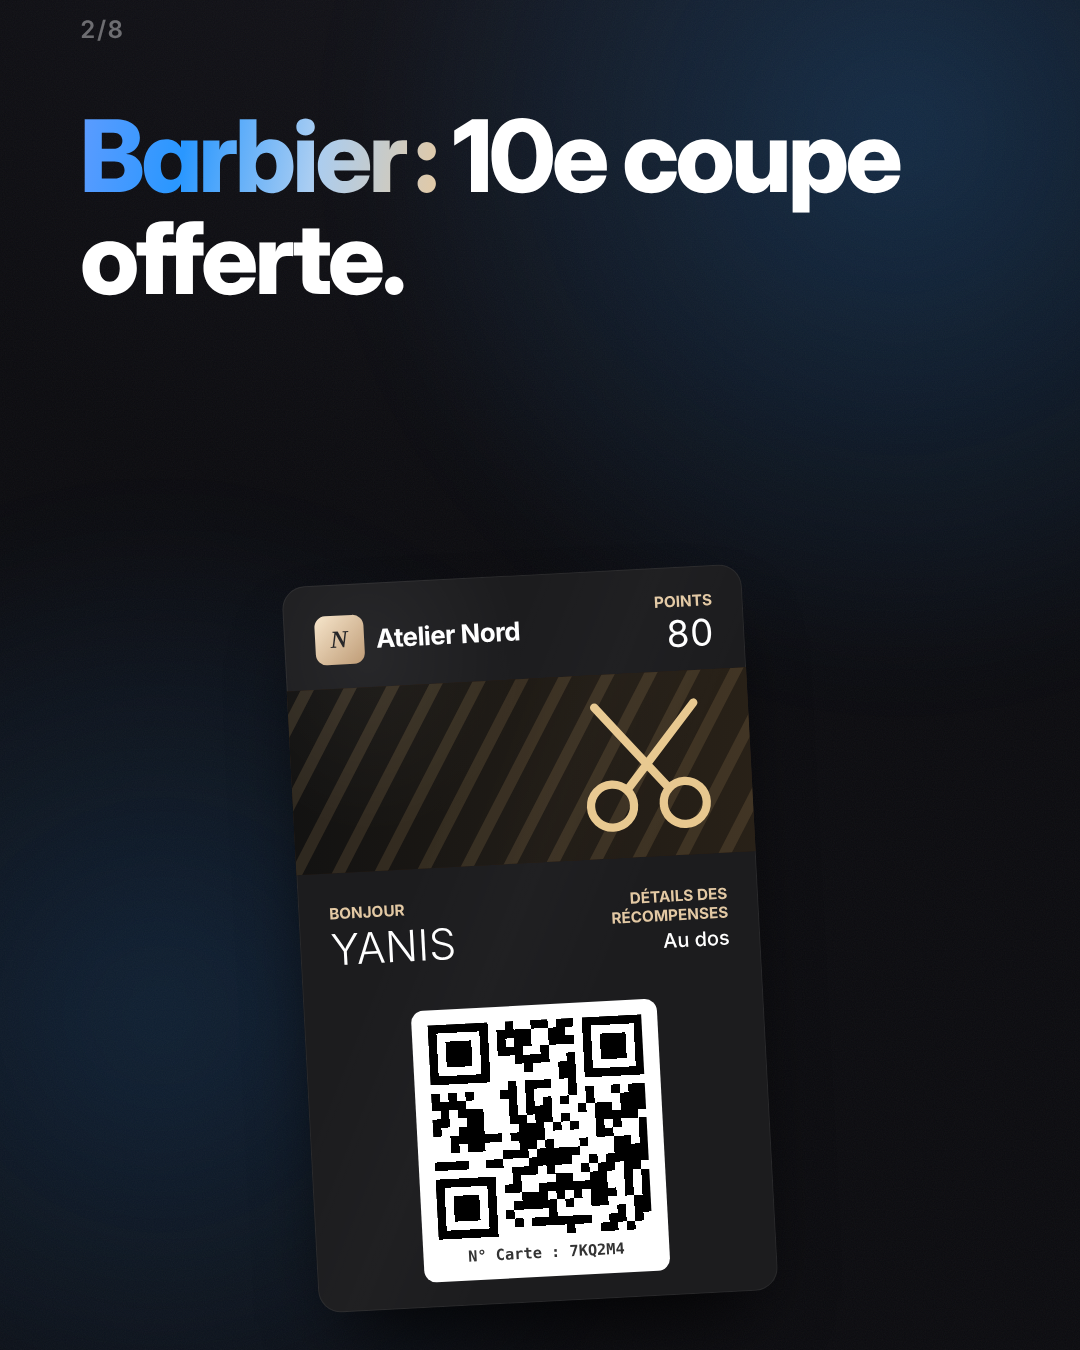 2/8
Barbier : 10e coupe
offerte.
N
Atelier Nord
POINTS
80
BONJOUR
YANIS
DÉTAILS DES
RÉCOMPENSES
Au dos
N° Carte : 7KQ2M4